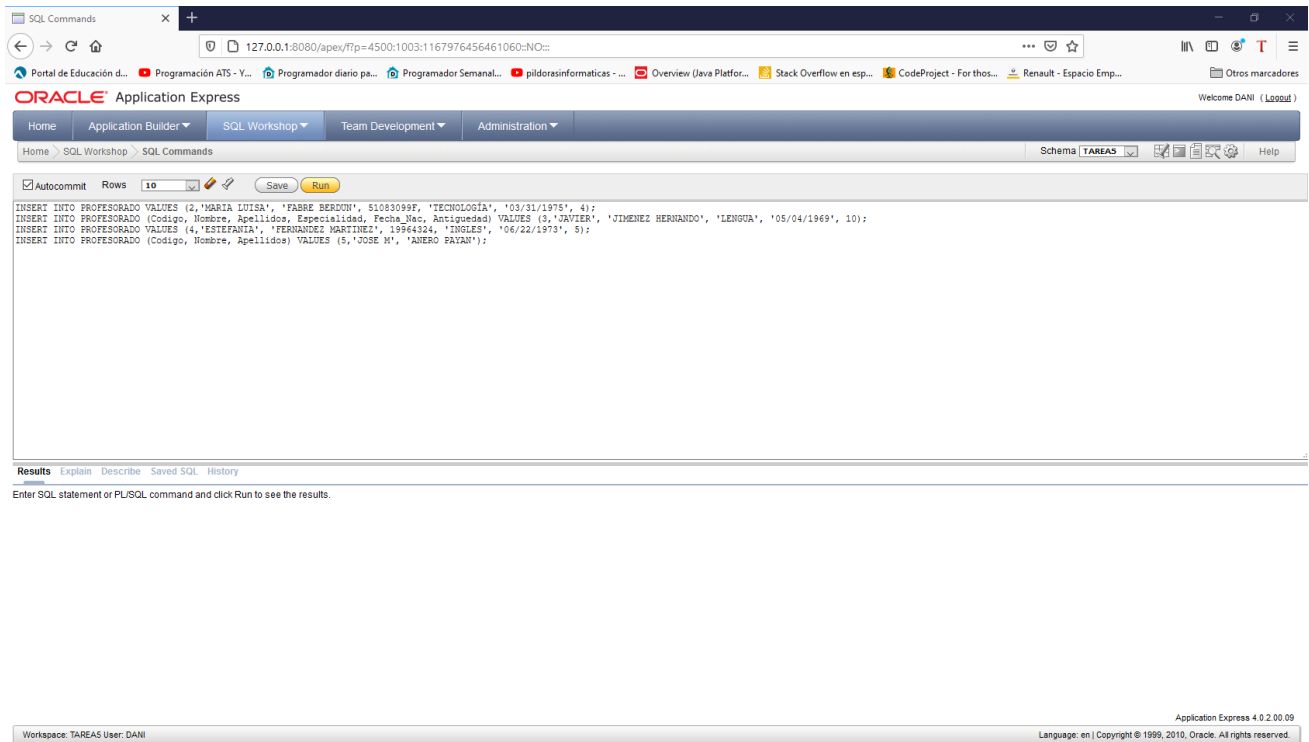 SQL Commands
127.0.0.1:8080/apex/f?p=4500:1003:1167976456461060::NO:::
Portal de Educación d... Programación ATS - Y... Programador diario pa... Programador Semanal... pildorasinformaticas - ... Overview (Java Platfor... Stack Overflow en esp... CodeProject - For thos... Renault - Espacio Emp... Otros marcadores
ORACLE Application Express Welcome DANI ( Logout )
Home Application Builder SQL Workshop Team Development Administration
Home SQL Workshop SQL Commands Schema TAREA5 Help
Autocommit Rows 10 Save Run
INSERT INTO PROFESORADO VALUES (2,'MARIA LUISA', 'FABRE BERDUN', 51083099F, 'TECNOLOGÍA', '03/31/1975', 4);
INSERT INTO PROFESORADO (Codigo, Nombre, Apellidos, Especialidad, Fecha_Nac, Antiguedad) VALUES (3,'JAVIER', 'JIMENEZ HERNANDO', 'LENGUA', '05/04/1969', 10);
INSERT INTO PROFESORADO VALUES (4,'ESTEFANIA', 'FERNANDEZ MARTINEZ', 19964324, 'INGLES', '06/22/1973', 5);
INSERT INTO PROFESORADO (Codigo, Nombre, Apellidos) VALUES (5,'JOSE M', 'ANERO PAYAN');
Results Explain Describe Saved SQL History
Enter SQL statement or PL/SQL command and click Run to see the results.
Application Express 4.0.2.00.09
Workspace: TAREA5 User: DANI Language: en | Copyright © 1999, 2010, Oracle. All rights reserved.